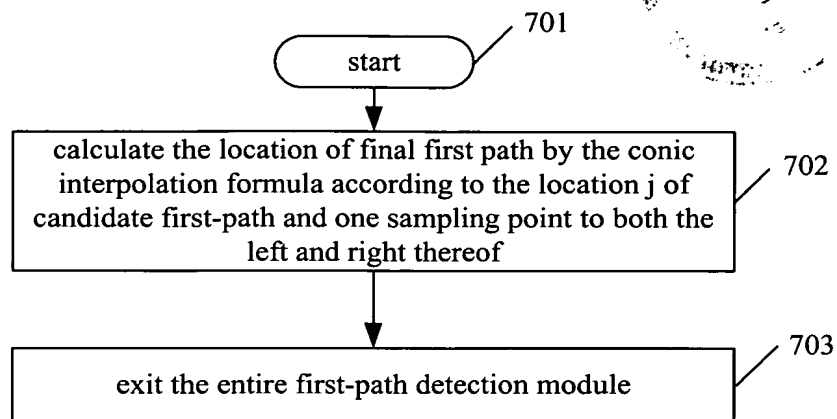 701
start
calculate the location of final first path by the conic
interpolation formula according to the location j of
candidate first-path and one sampling point to both the
left and right thereof
702
703
exit the entire first-path detection module